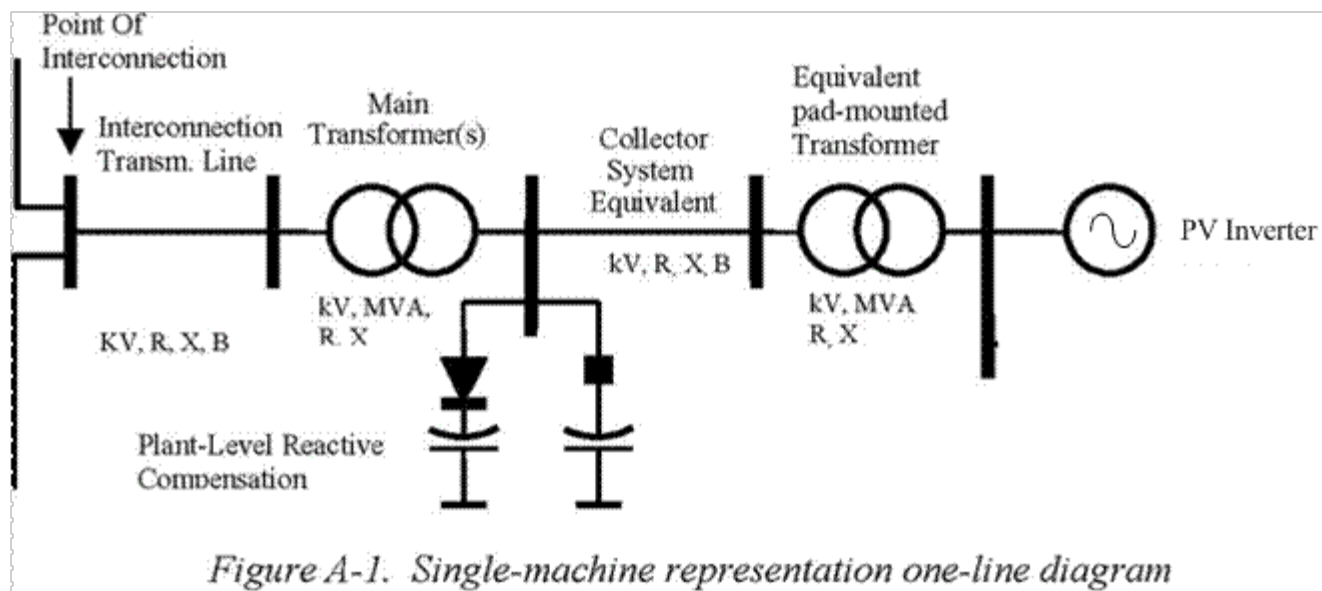 Point Of
Interconnection
Interconnection
Transm. Line
Main
Transformer(s)
Collector
System
Equivalent
Equivalent
pad-mounted
Transformer
PV Inverter
KV, R, X, B
kV, MVA,
R. X
kV, R, X, B
kV, MVA
R, X
Plant-Level Reactive
Compensation
Figure A-1. Single-machine representation one-line diagram